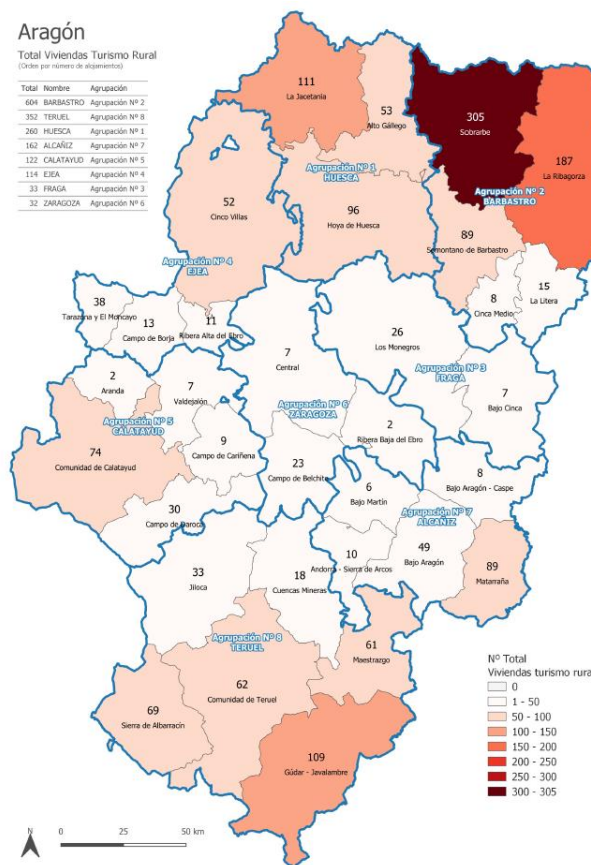 Aragón
Total Viviendas Turismo Rural
(Orden por número de alojamientos)
Total Nombre Agrupación
604 BARBASTRO Agrupación Nº 2
352 TERUEL Agrupación Nº 8
260 HUESCA Agrupación Nº 1
162 ALCAÑIZ Agrupación Nº 7
122 CALATAYUD Agrupación Nº 5
114 EJEA Agrupación Nº 4
33 FRAGA Agrupación Nº 3
32 ZARAGOZA Agrupación Nº 6
111
La Jacetania
53
Alto Gállego
305
Sobrarbe
187
La Ribagorza
Agrupación Nº 1
HUESCA
Agrupación Nº 2
BARBASTRO
52
Cinco Villas
96
Hoya de Huesca
89
Somontano de Barbastro
Agrupación Nº 4
EJEA
8
Cinca Medio
15
La Litera
38
Tarazona y El Moncayo
13
Campo de Borja
11
Ribera Alta del Ebro
7
Central
26
Los Monegros
Agrupación Nº 3
FRAGA
7
Bajo Cinca
2
Aranda
7
Valdejalón
Agrupación Nº 5
CALATAYUD
Agrupación Nº 6
ZARAGOZA
2
Ribera Baja del Ebro
74
Comunidad de Calatayud
9
Campo de Cariñena
23
Campo de Belchite
8
Bajo Aragón - Caspe
6
Bajo Martín
Agrupación Nº 7
ALCAÑIZ
30
Campo de Daroca
10
Andorra - Sierra de Arcos
49
Bajo Aragón
89
Matarraña
33
Jiloca
18
Cuencas Mineras
Agrupación Nº 8
TERUEL
61
Maestrazgo
62
Comunidad de Teruel
69
Sierra de Albarracín
109
Gúdar - Javalambre
Nº Total
Viviendas turismo rural
0
1 - 50
50 - 100
100 - 150
150 - 200
200 - 250
250 - 300
300 - 305
N
0 25 50 km